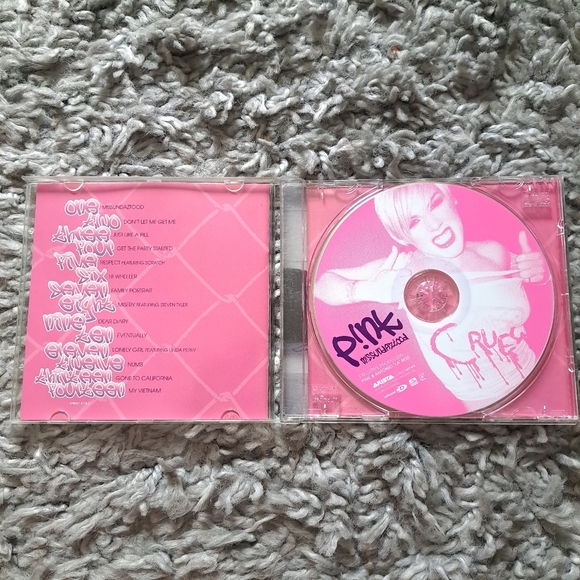 one M!SSUNDAZTOOD
two DON'T LET ME GET ME
three JUST LIKE A PILL
four GET THE PARTY STARTED
five RESPECT FEATURING SCRATCH
six 18 WHEELER
seven FAMILY PORTRAIT
eight MISERY FEATURING STEVEN TYLER
nine DEAR DIARY
ten EVENTUALLY
eleven LONELY GIRL FEATURING LINDA PERRY
twelve NUMB
thirteen GONE TO CALIFORNIA
fourteen MY VIETNAM
P!nk
M!SSUNDAZTOOD
CRUEL
ARISTA